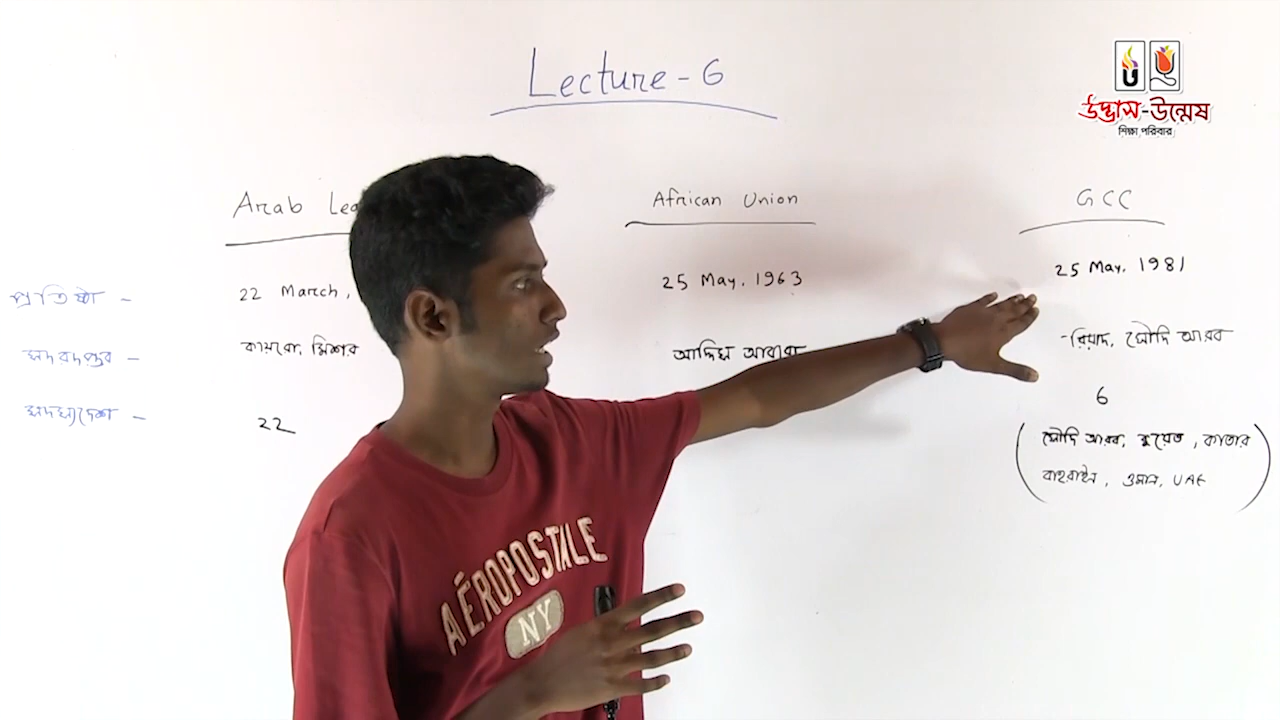 Lecture - 6
উদ্ভাস-উন্মেষ
শিক্ষা পরিবার
Arab
African Union
GCC
প্রতিষ্ঠা -
22 March,
25 May, 1963
25 May, 1981
সদরদপ্তর -
কায়রো, মিশর
আদ্দিস আবাবা
রিয়াদ, সৌদি আরব
সদস্যদেশ -
22
6
(সৌদি আরব, কুয়েত, কাতার
বাহরাইন, ওমান, UAE)
AÉROPOSTALE
NY